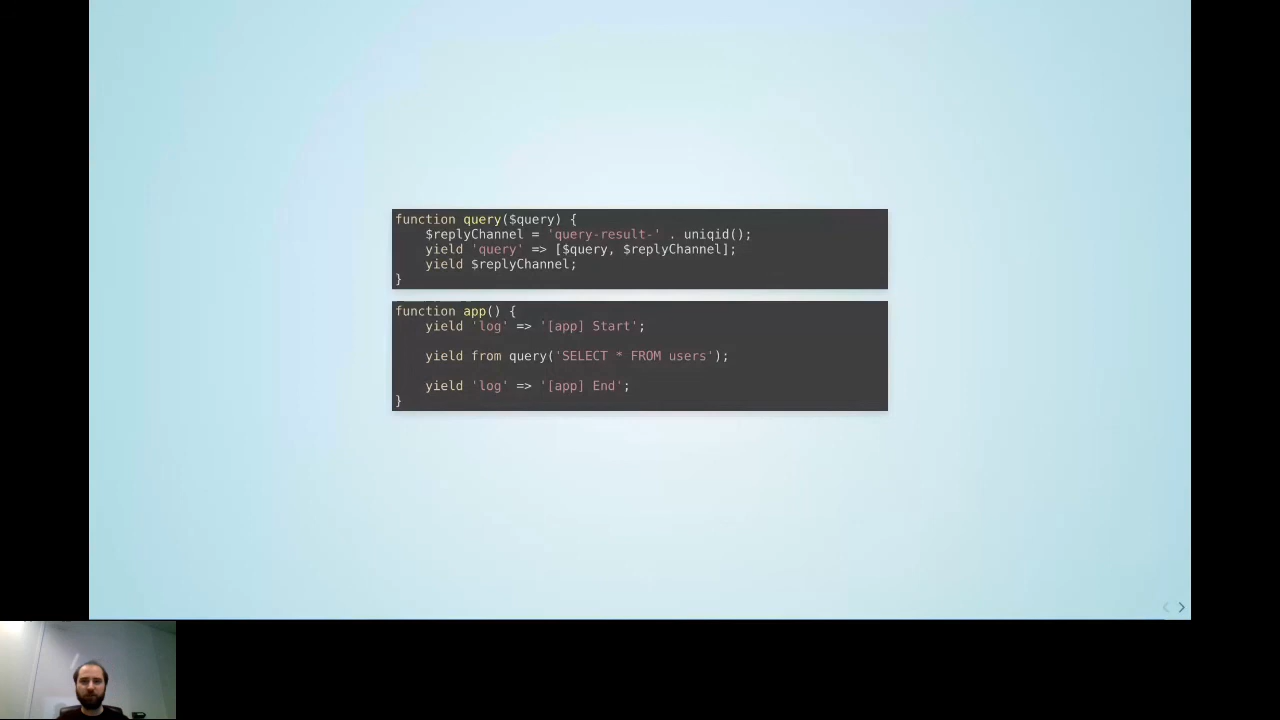 function query($query) {
    $replyChannel = 'query-result-' . uniqid();
    yield 'query' => [$query, $replyChannel];
    yield $replyChannel;
}
function app() {
    yield 'log' => '[app] Start';
    yield from query('SELECT * FROM users');
    yield 'log' => '[app] End';
}